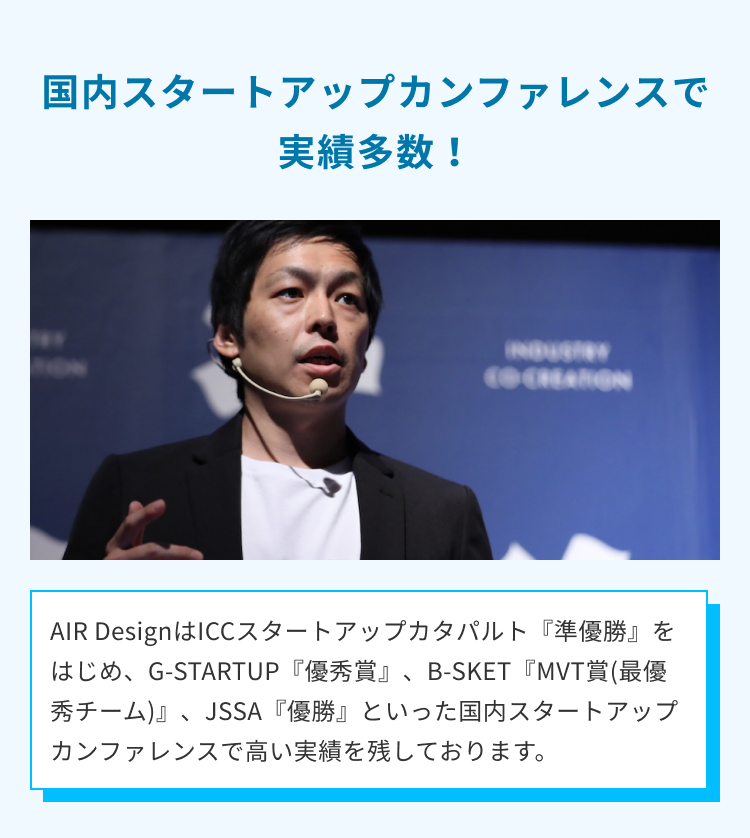 国内スタートアップカンファレンスで
実績多数！
INDUSTRY
CO-CREATION
AIR DesignはICCスタートアップカタパルト『準優勝』を
はじめ、G-STARTUP『優秀賞』、B-SKET『MVT賞(最優
秀チーム)』、JSSA『優勝』といった国内スタートアップ
カンファレンスで高い実績を残しております。